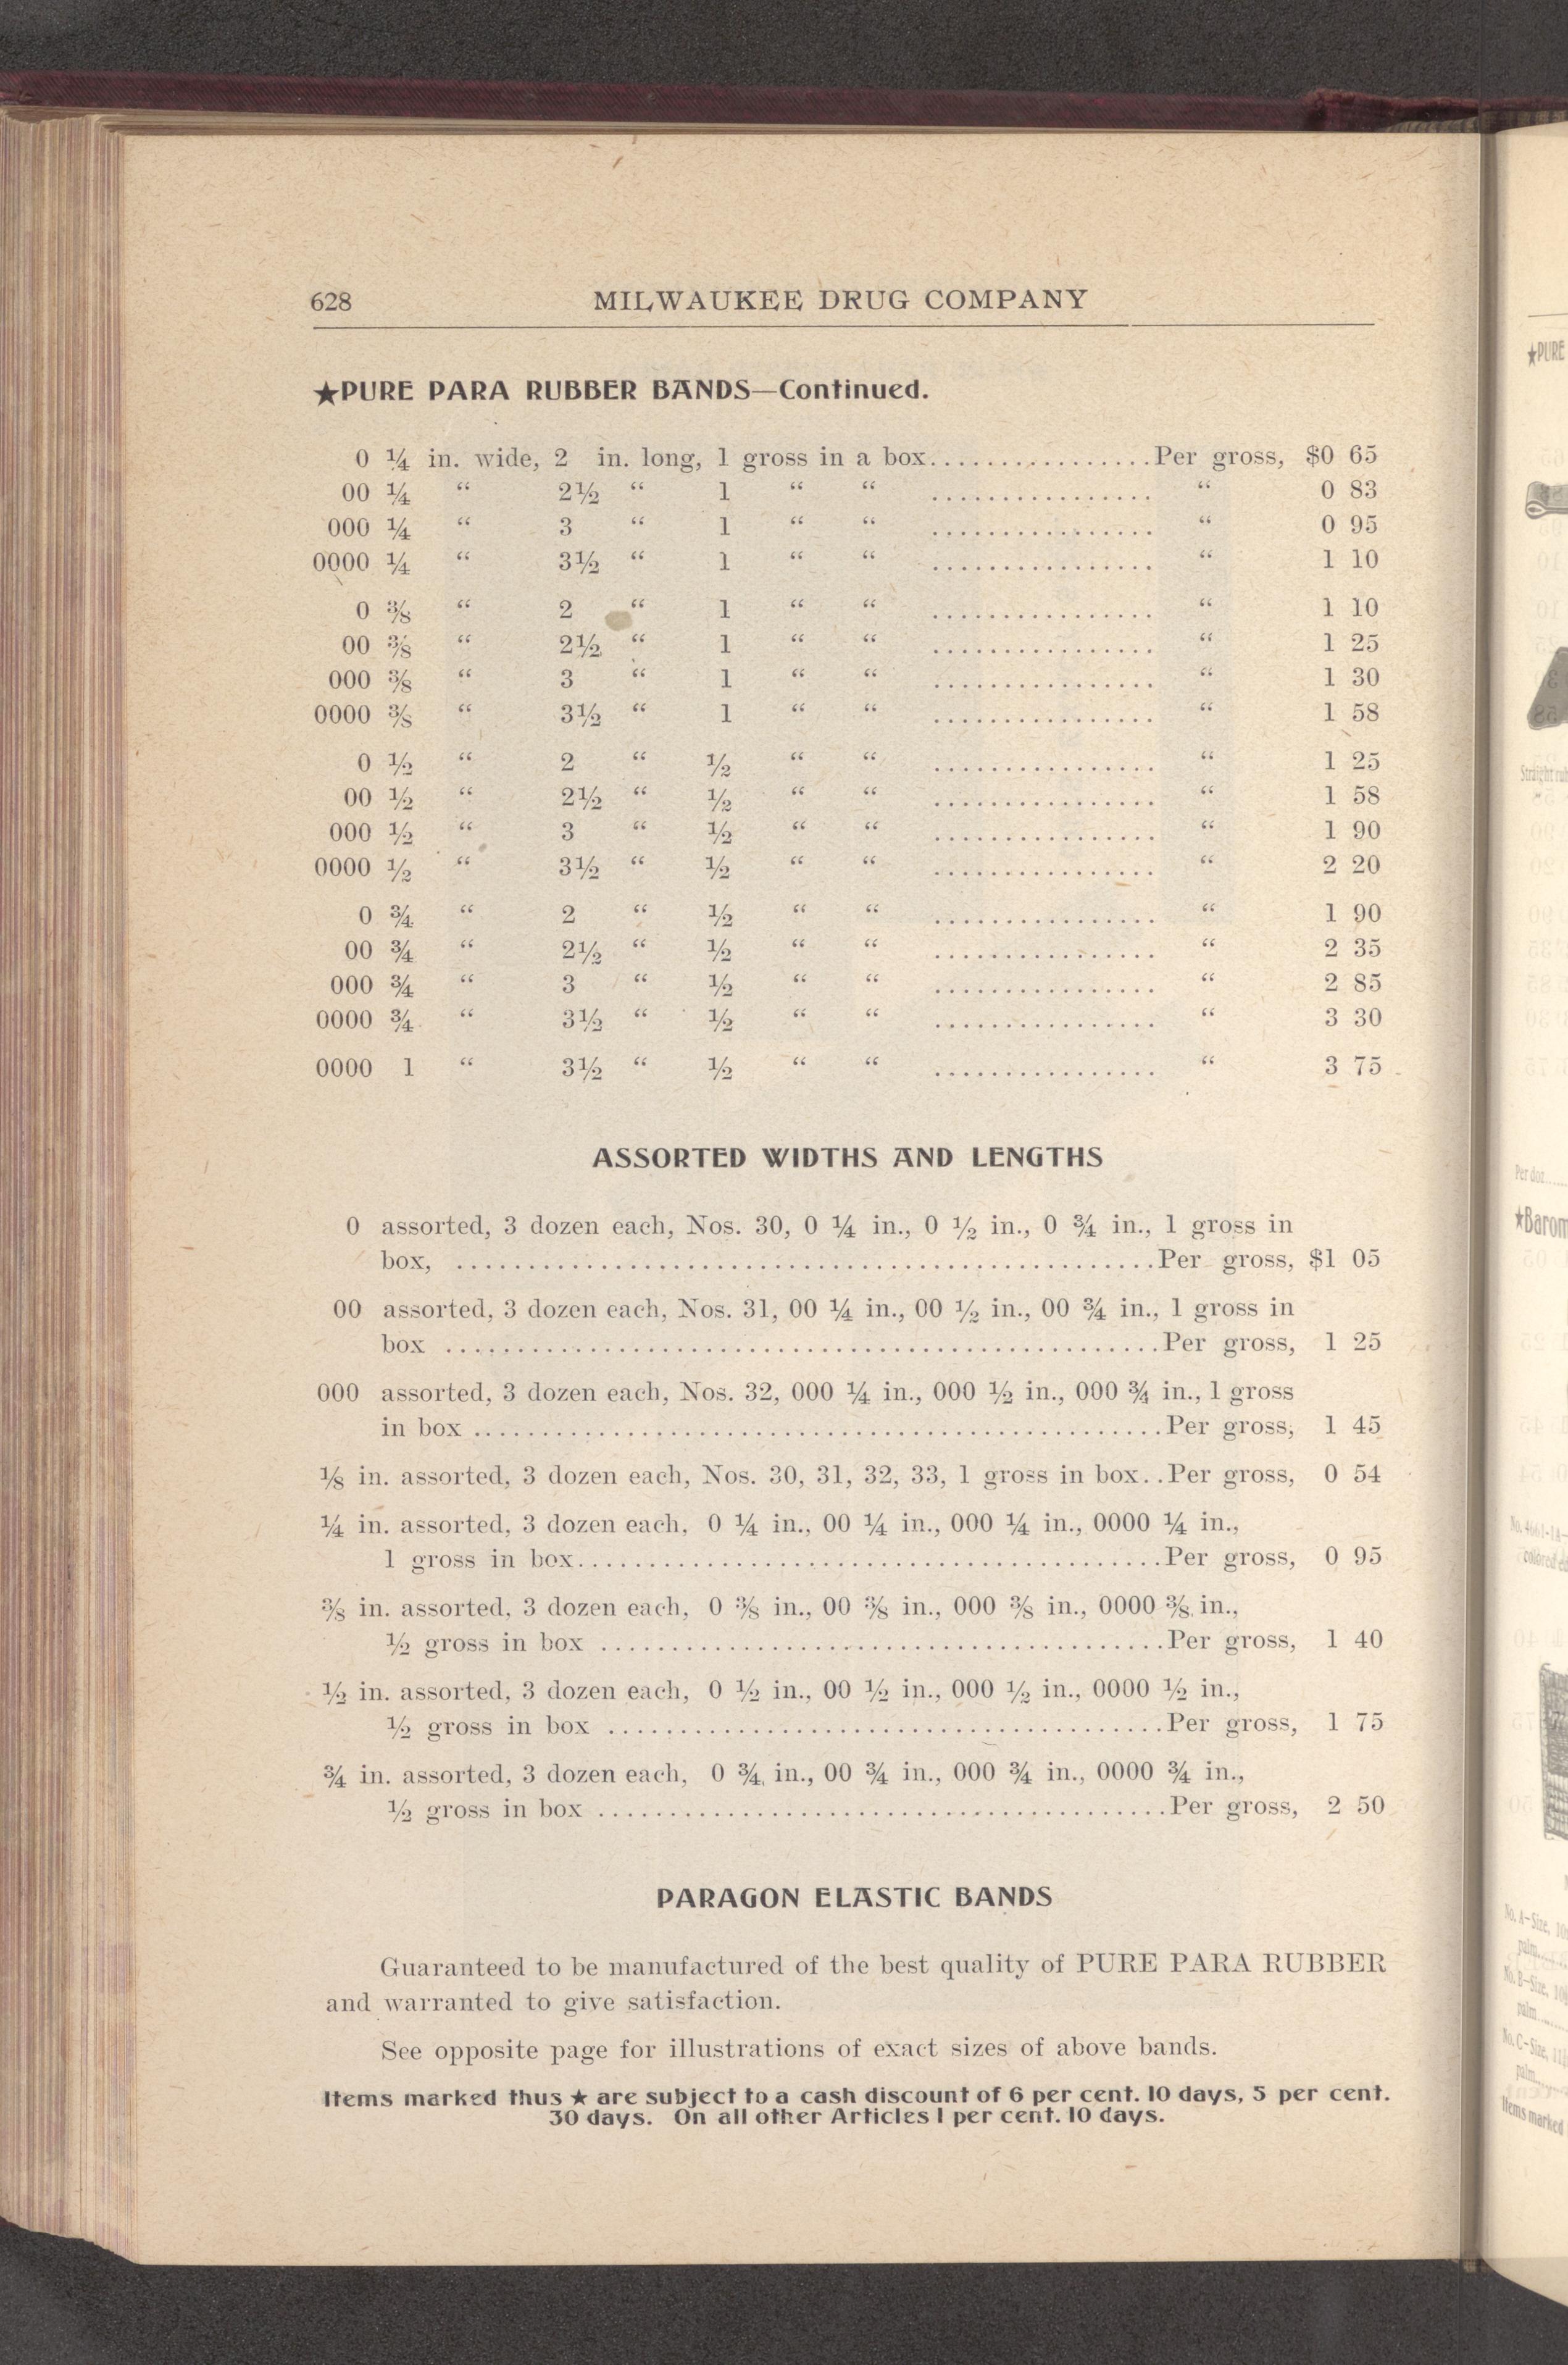 628 MILWAUKEE DRUG COMPANY
★PURE PARA RUBBER BANDS—Continued.
0 ¼ in. wide, 2 in. long, 1 gross in a box................Per gross, $0 65
00 ¼ “ 2½ “ 1 “ “ ................ “ 0 83
000 ¼ “ 3 “ 1 “ “ ................ “ 0 95
0000 ¼ “ 3½ “ 1 “ “ ................ “ 1 10
0 ⅜ “ 2 “ 1 “ “ ................ “ 1 10
00 ⅜ “ 2½ “ 1 “ “ ................ “ 1 25
000 ⅜ “ 3 “ 1 “ “ ................ “ 1 30
0000 ⅜ “ 3½ “ 1 “ “ ................ “ 1 58
0 ½ “ 2 “ ½ “ “ ................ “ 1 25
00 ½ “ 2½ “ ½ “ “ ................ “ 1 58
000 ½ “ 3 “ ½ “ “ ................ “ 1 90
0000 ½ “ 3½ “ ½ “ “ ................ “ 2 20
0 ¾ “ 2 “ ½ “ “ ................ “ 1 90
00 ¾ “ 2½ “ ½ “ “ ................ “ 2 35
000 ¾ “ 3 “ ½ “ “ ................ “ 2 85
0000 ¾ “ 3½ “ ½ “ “ ................ “ 3 30
0000 1 “ 3½ “ ½ “ “ ................ “ 3 75
ASSORTED WIDTHS AND LENGTHS
0 assorted, 3 dozen each, Nos. 30, 0 ¼ in., 0 ½ in., 0 ¾ in., 1 gross in
box, ..................................................Per gross, $1 05
00 assorted, 3 dozen each, Nos. 31, 00 ¼ in., 00 ½ in., 00 ¾ in., 1 gross in
box ..................................................Per gross, 1 25
000 assorted, 3 dozen each, Nos. 32, 000 ¼ in., 000 ½ in., 000 ¾ in., 1 gross
in box ..................................................Per gross, 1 45
⅛ in. assorted, 3 dozen each, Nos. 30, 31, 32, 33, 1 gross in box..Per gross, 0 54
¼ in. assorted, 3 dozen each, 0 ¼ in., 00 ¼ in., 000 ¼ in., 0000 ¼ in.,
1 gross in box..........................................Per gross, 0 95
⅜ in. assorted, 3 dozen each, 0 ⅜ in., 00 ⅜ in., 000 ⅜ in., 0000 ⅜ in.,
½ gross in box ........................................Per gross, 1 40
½ in. assorted, 3 dozen each, 0 ½ in., 00 ½ in., 000 ½ in., 0000 ½ in.,
½ gross in box ........................................Per gross, 1 75
¾ in. assorted, 3 dozen each, 0 ¾ in., 00 ¾ in., 000 ¾ in., 0000 ¾ in.,
½ gross in box ........................................Per gross, 2 50
PARAGON ELASTIC BANDS
Guaranteed to be manufactured of the best quality of PURE PARA RUBBER
and warranted to give satisfaction.
See opposite page for illustrations of exact sizes of above bands.
Items marked thus ★ are subject to a cash discount of 6 per cent. 10 days, 5 per cent.
30 days. On all other Articles 1 per cent. 10 days.
★PURE
Per doz......
★Barom
Items marked